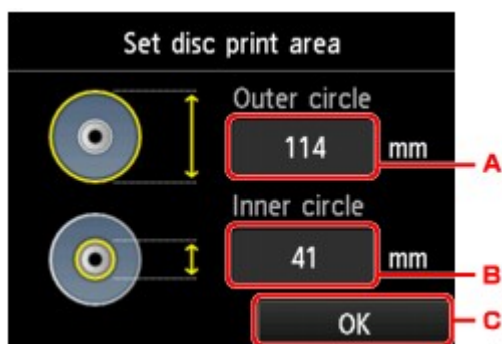 Set disc print area
Outer circle
114 mm
A
Inner circle
41 mm
B
OK
C